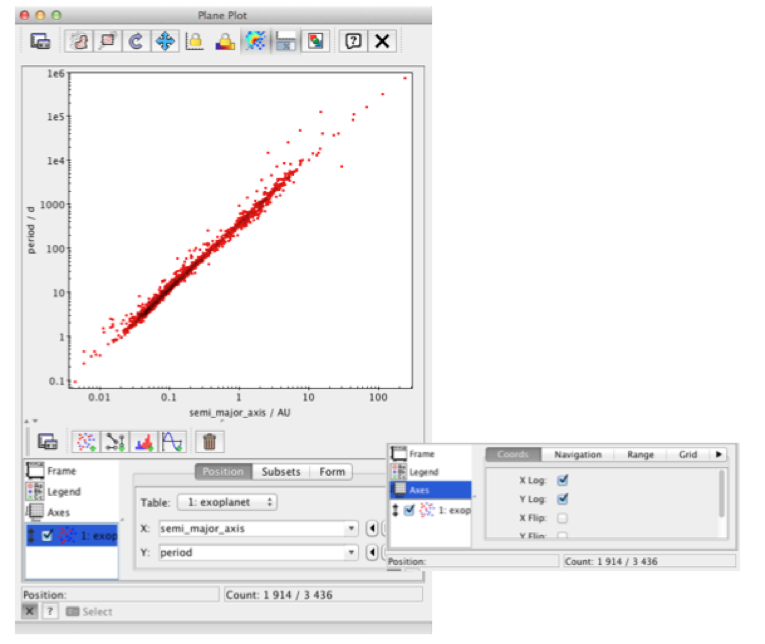 Plane Plot
1e6
1e5
1e4
1000
100
10
1
0.1
period / d
0.01 0.1 1 10 100
semi_major_axis / AU
Frame
Legend
Axes
1: exop
Position Subsets Form
Table: 1: exoplanet
X: semi_major_axis
Y: period
Position: Count: 1 914 / 3 436
Select
Frame
Legend
Axes
1: exop
Coords Navigation Range Grid
X Log:
Y Log:
X Flip:
Y Flip:
Position: Count: 1 914 / 3 436